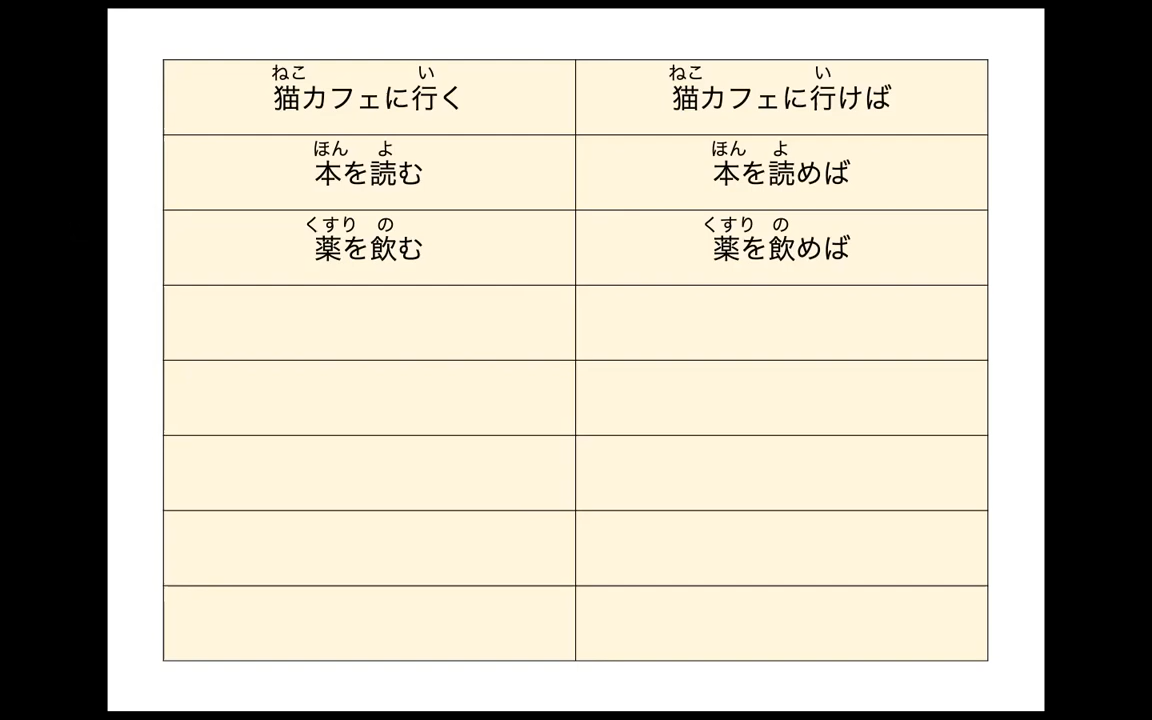 ねこ い ねこ い
猫カフェに行く 猫カフェに行けば
ほん よ ほん よ
本を読む 本を読めば
くすり の くすり の
薬を飲む 薬を飲めば